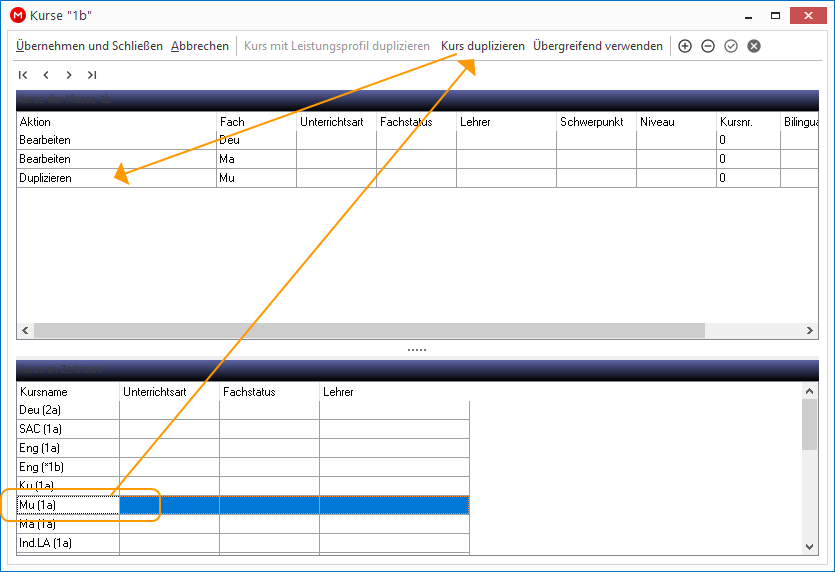 M Kurse "1b"
Übernehmen und Schließen Abbrechen Kurs mit Leistungsprofil duplizieren Kurs duplizieren Übergreifend verwenden
Aktion Fach Unterrichtsart Fachstatus Lehrer Schwerpunkt Niveau Kursnr. Bilingua
Bearbeiten Deu 0
Bearbeiten Ma 0
Duplizieren Mu 0
Kursname Unterrichtsart Fachstatus Lehrer
Deu (2a)
SAC (1a)
Eng (1a)
Eng (*1b)
Ku (1a)
Mu (1a)
Ma (1a)
Ind.LA (1a)